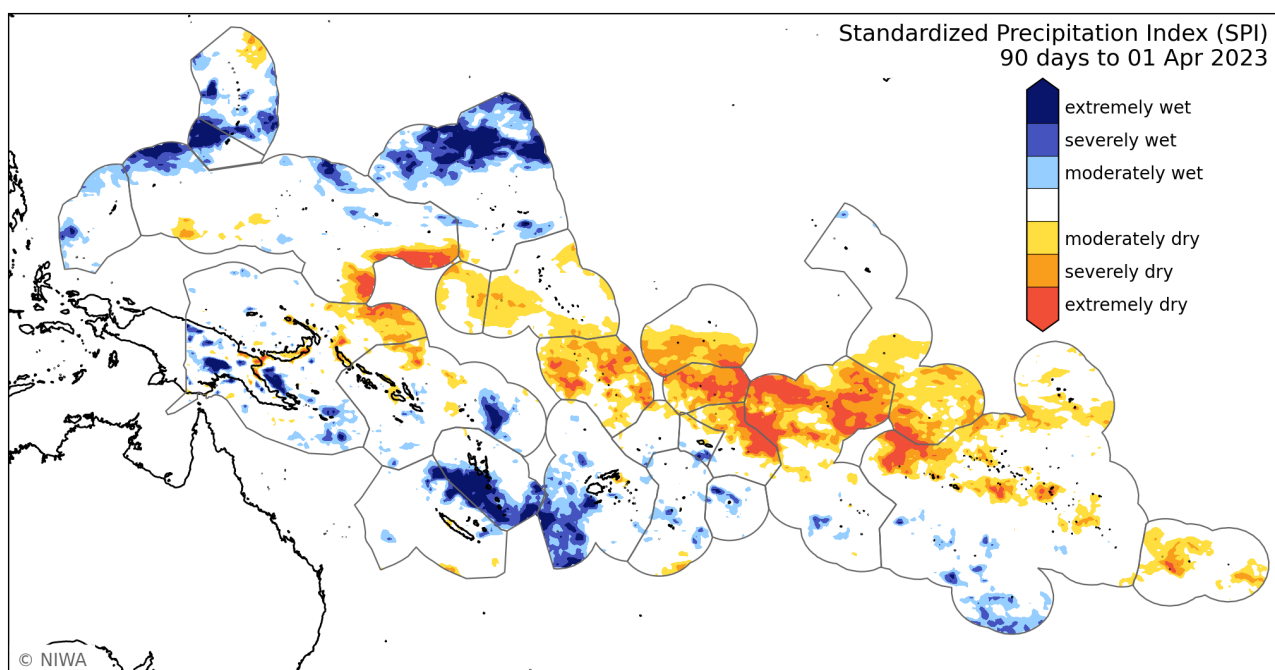 Standardized Precipitation Index (SPI)
90 days to 01 Apr 2023
extremely wet
severely wet
moderately wet
moderately dry
severely dry
extremely dry
© NIWA